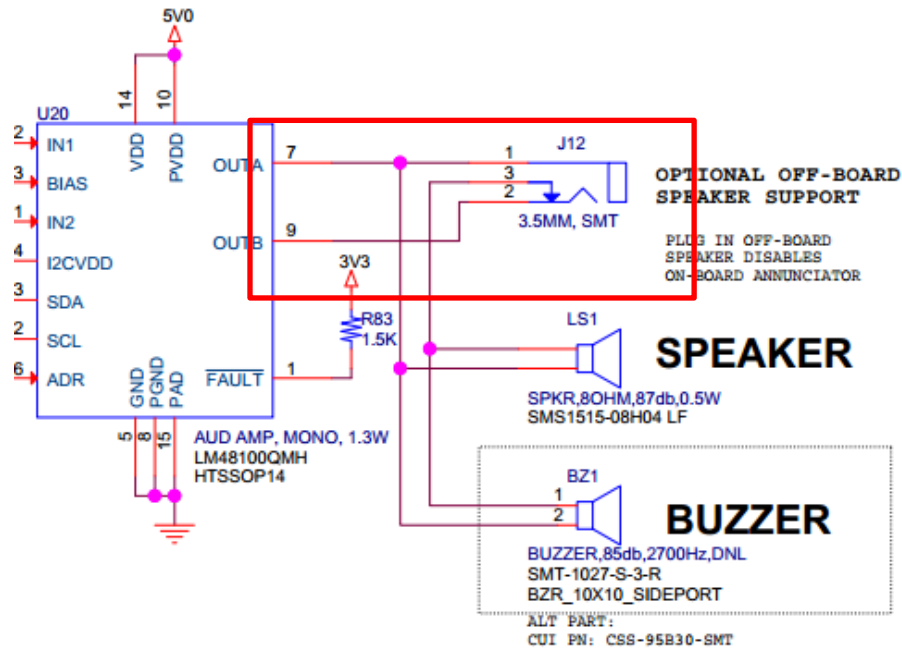 5V0
14
10
U20
2
IN1
VDD
PVDD
OUTA
7
1
J12
3
BIAS
3
2
OPTIONAL OFF-BOARD
SPEAKER SUPPORT
1
IN2
3.5MM, SMT
OUTB
9
PLUG IN OFF-BOARD
SPEAKER DISABLES
ON-BOARD ANNUNCIATOR
4
I2CVDD
3V3
3
SDA
R83
1.5K
LS1
2
SCL
SPEAKER
6
ADR
GND
PGND
PAD
FAULT
1
SPKR,8OHM,87db,0.5W
SMS1515-08H04 LF
5
8
15
AUD AMP, MONO, 1.3W
LM48100QMH
HTSSOP14
BZ1
1
2
BUZZER
BUZZER,85db,2700Hz,DNL
SMT-1027-S-3-R
BZR_10X10_SIDEPORT
ALT PART:
CUI PN: CSS-95B30-SMT